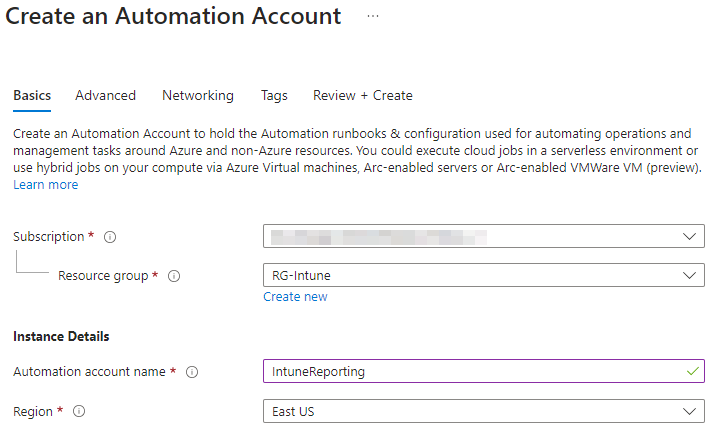 Create an Automation Account ...
Basics Advanced Networking Tags Review + Create
Create an Automation Account to hold the Automation runbooks & configuration used for automating operations and
management tasks around Azure and non-Azure resources. You could execute cloud jobs in a serverless environment or
use hybrid jobs on your compute via Azure Virtual machines, Arc-enabled servers or Arc-enabled VMWare VM (preview).
Learn more
Subscription *
Resource group * RG-Intune
Create new
Instance Details
Automation account name * IntuneReporting
Region * East US